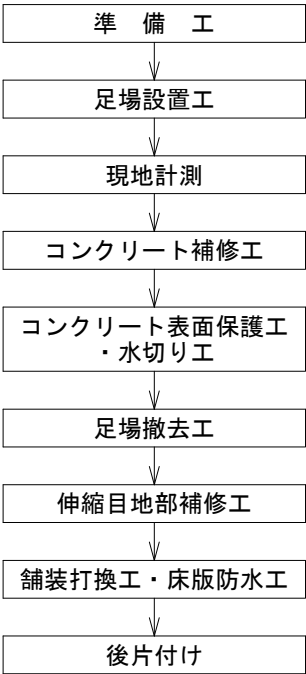 準　備　工
足場設置工
現地計測
コンクリート補修工
コンクリート表面保護工
・水切り工
足場撤去工
伸縮目地部補修工
舗装打換工・床版防水工
後片付け